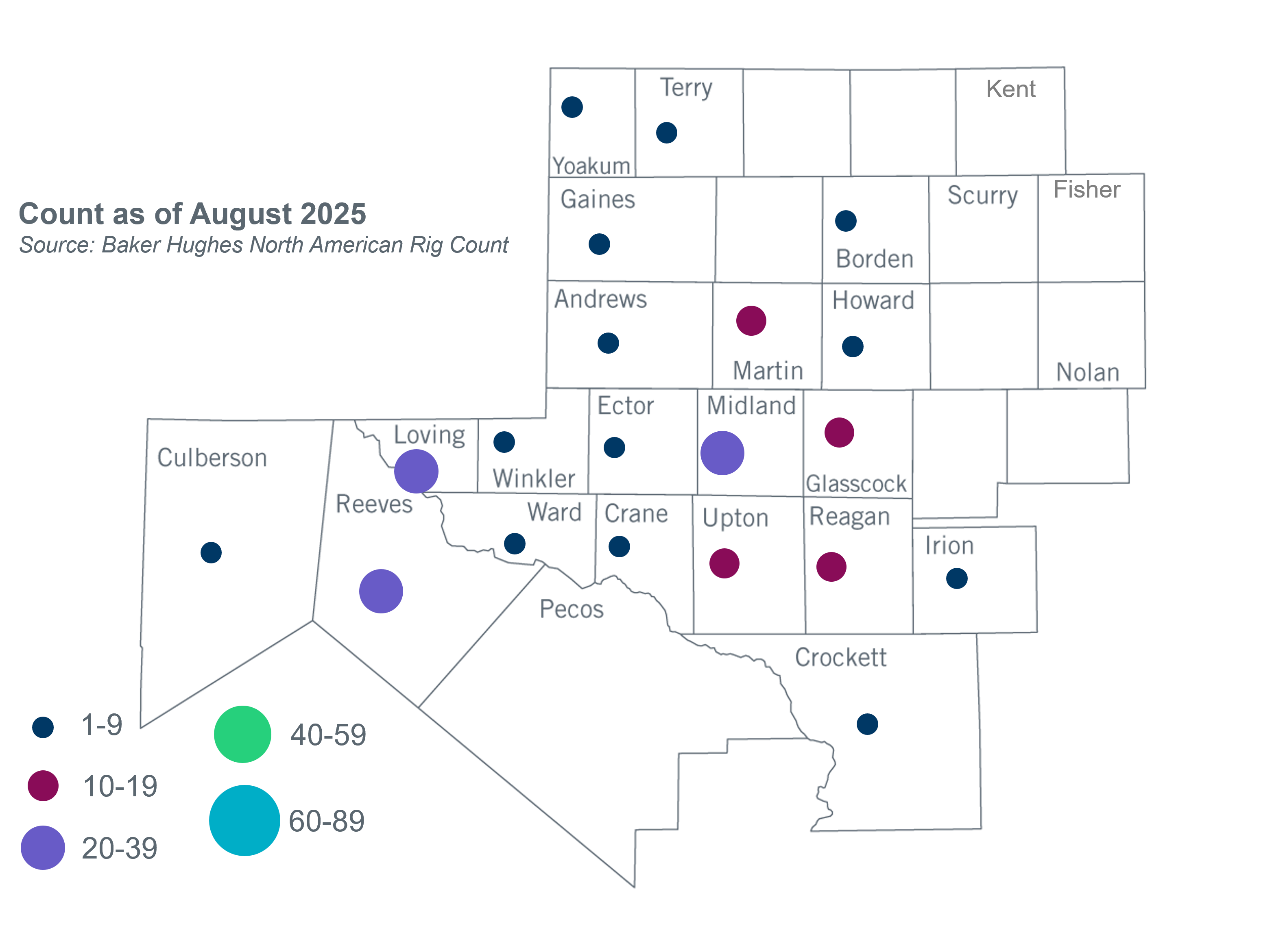 Terry
Kent
Yoakum
Count as of August 2025
Source: Baker Hughes North American Rig Count
Gaines
Scurry
Fisher
Borden
Andrews
Howard
Martin
Nolan
Ector
Midland
Culberson
Loving
Winkler
Glasscock
Reeves
Ward
Crane
Upton
Reagan
Irion
Pecos
Crockett
1-9
40-59
10-19
60-89
20-39